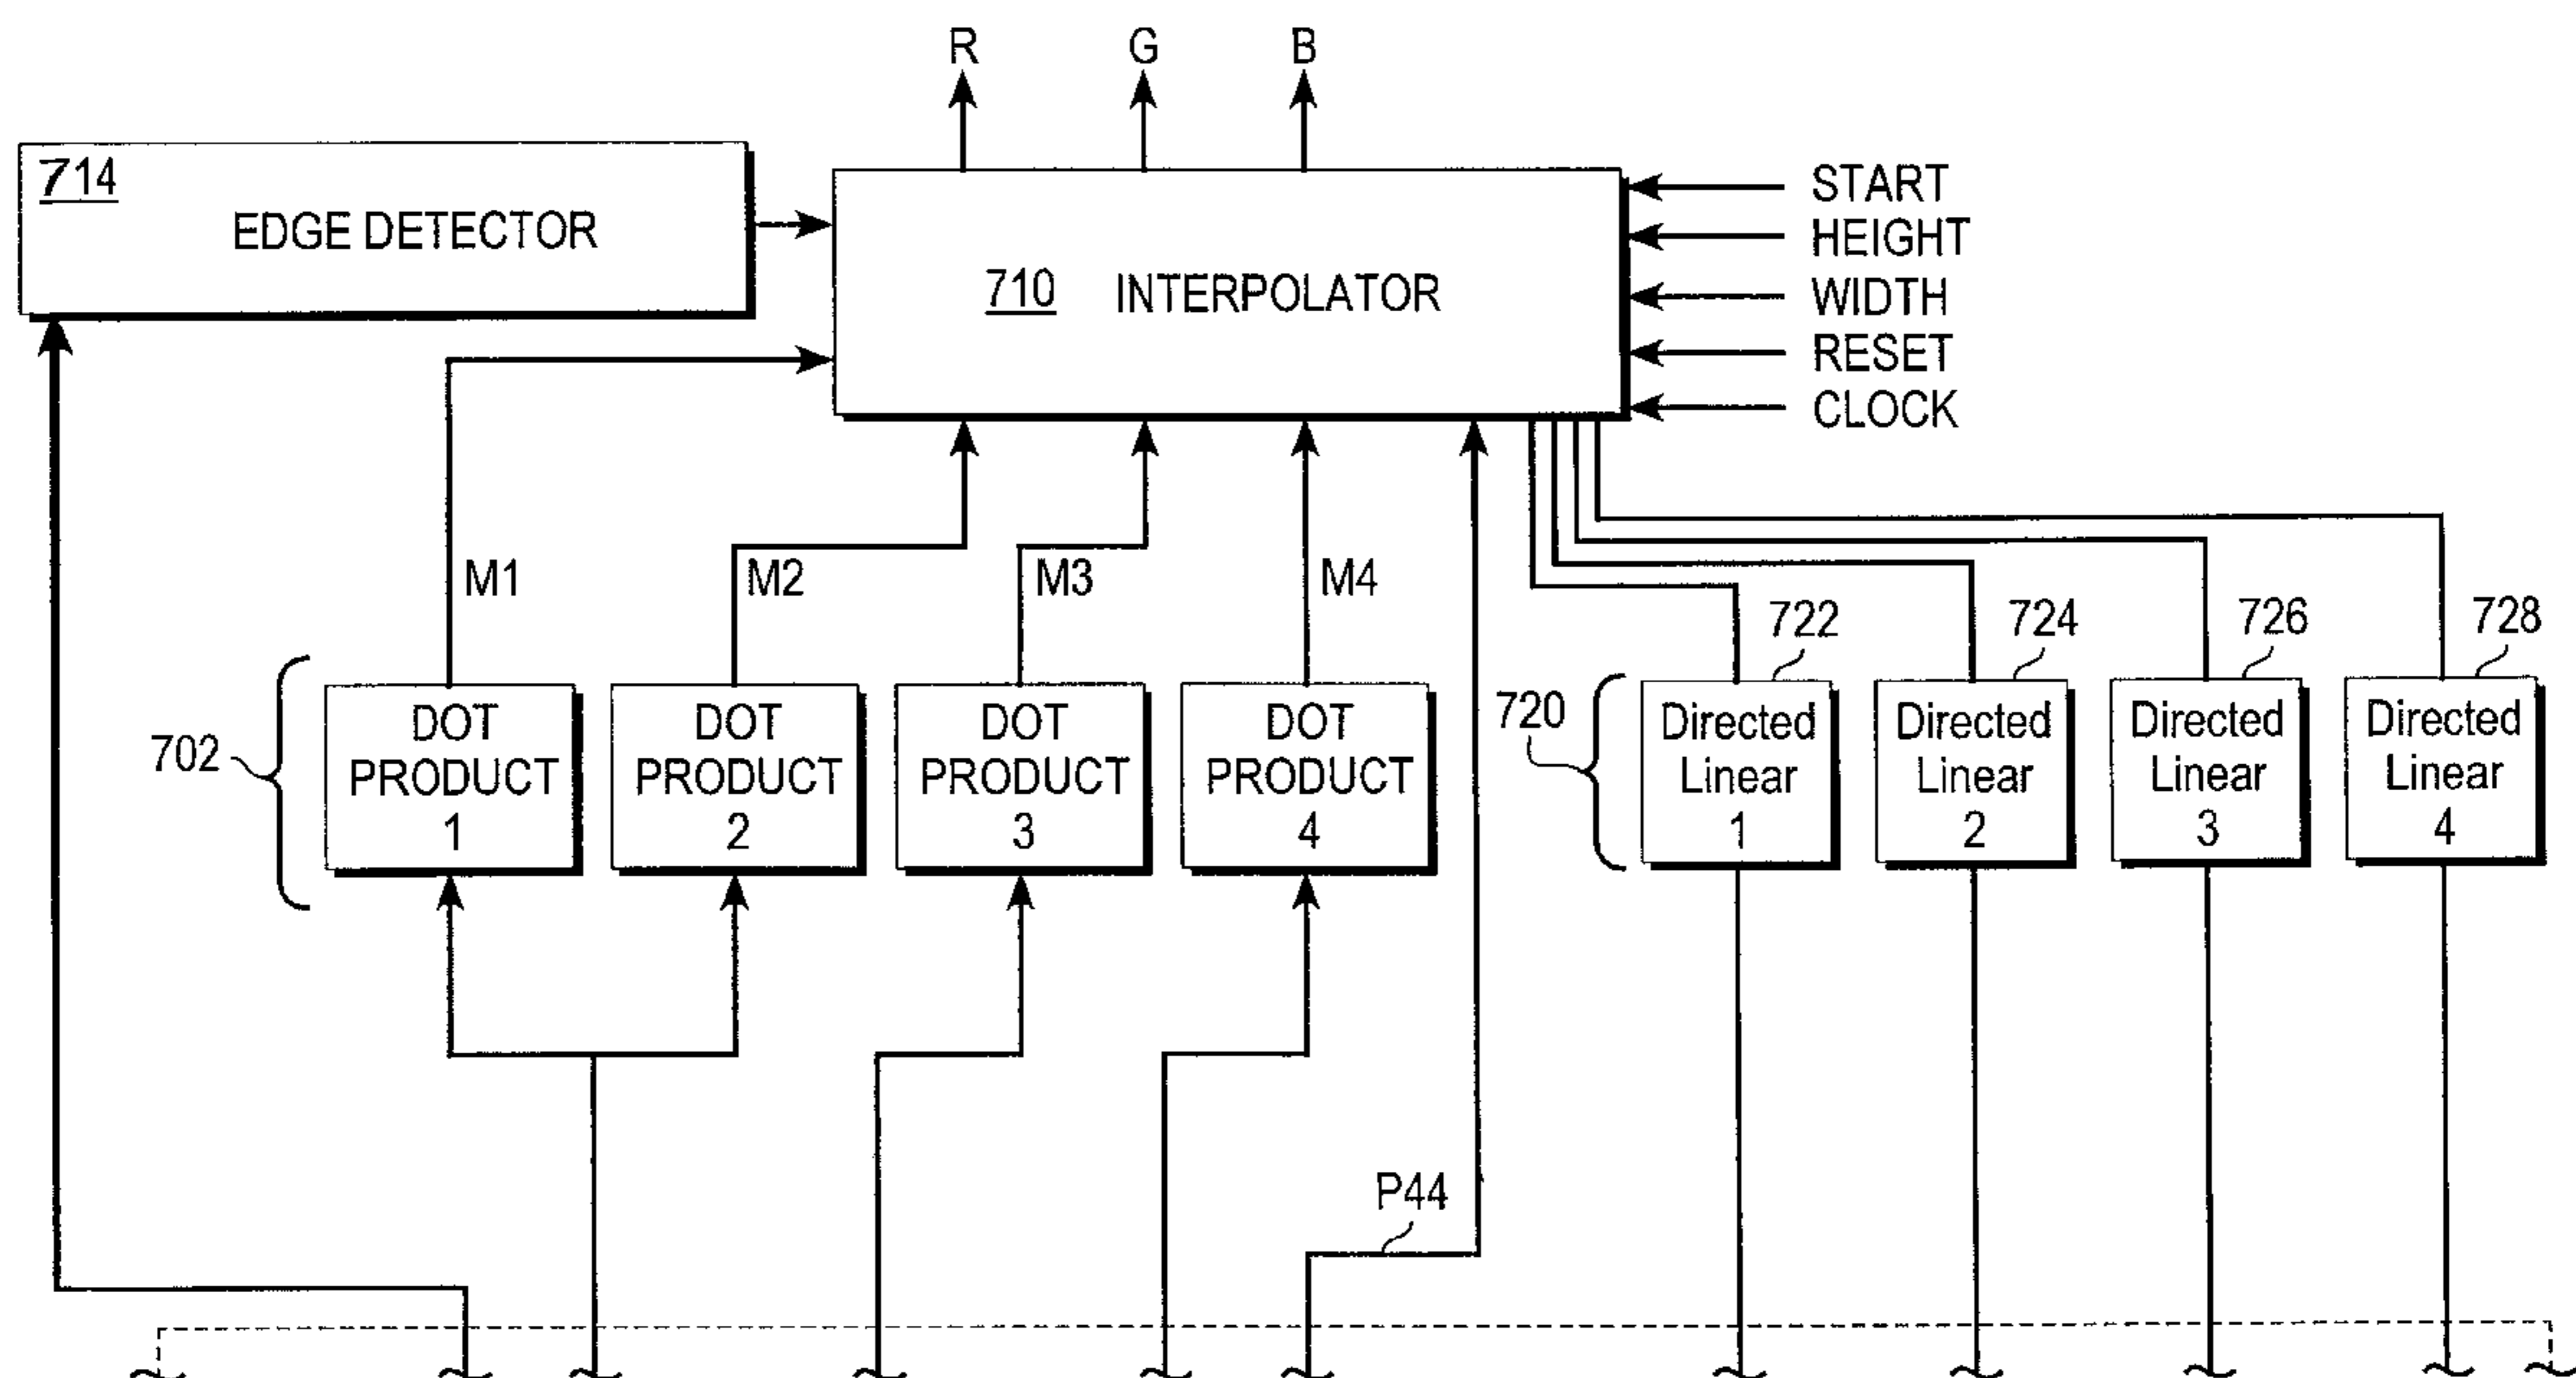 R G B
714
EDGE DETECTOR
710 INTERPOLATOR
START
HEIGHT
WIDTH
RESET
CLOCK
M1
M2
M3
M4
702
DOT
PRODUCT
1
DOT
PRODUCT
2
DOT
PRODUCT
3
DOT
PRODUCT
4
720
722
Directed
Linear
1
724
Directed
Linear
2
726
Directed
Linear
3
728
Directed
Linear
4
P44